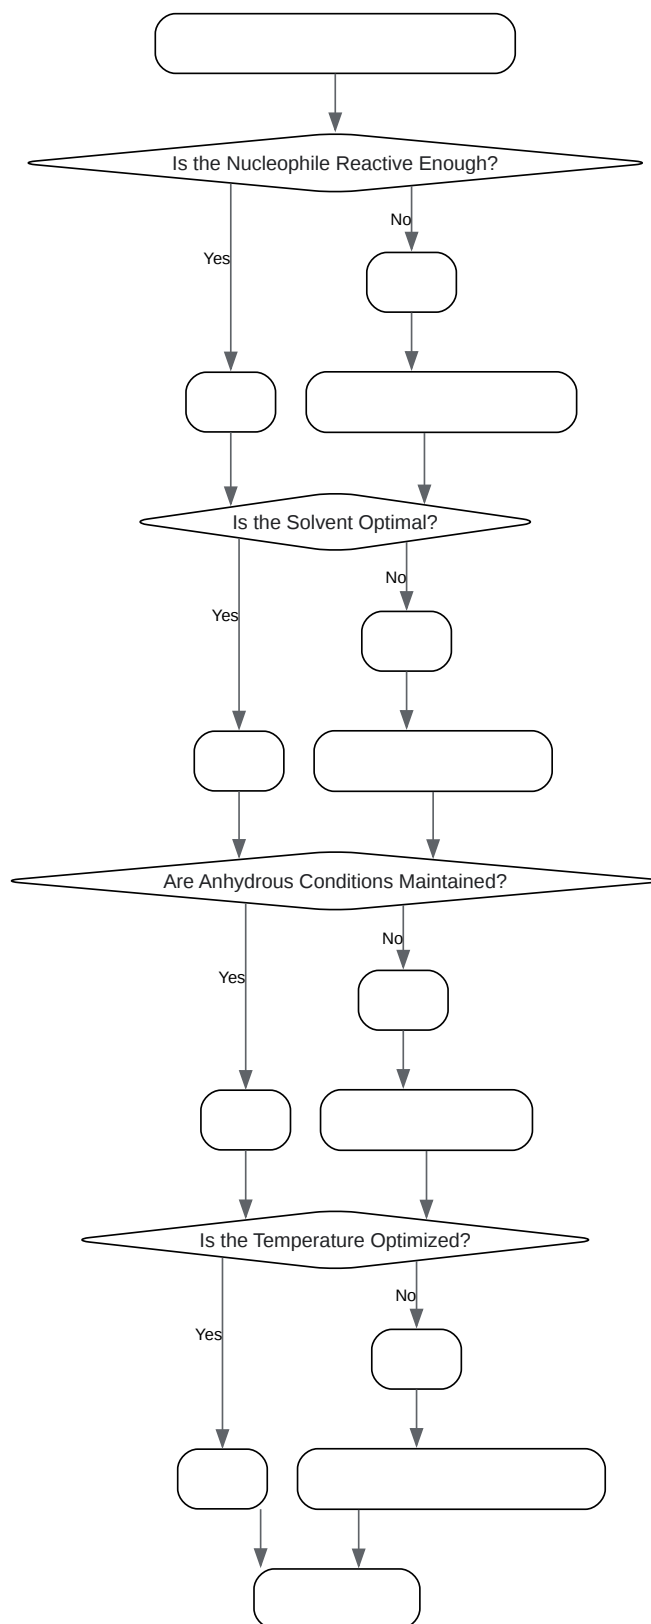 Is the Nucleophile Reactive Enough?
No
Yes
Is the Solvent Optimal?
No
Yes
Are Anhydrous Conditions Maintained?
No
Yes
Is the Temperature Optimized?
No
Yes